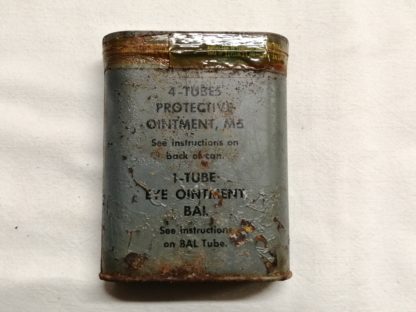 4-TUBES
PROTECTIVE
OINTMENT, M5
See instructions on
back of can.
1-TUBE
EYE OINTMENT
BAL
See instructions
on BAL Tube.